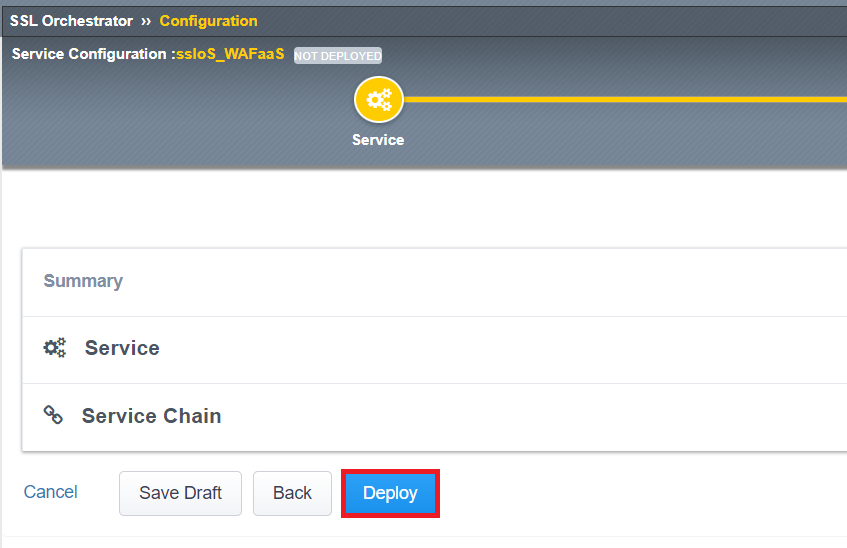 SSL Orchestrator ›› Configuration
Service Configuration :ssloS_WAFaaS NOT DEPLOYED
Service
Summary
Service
Service Chain
Cancel Save Draft Back Deploy